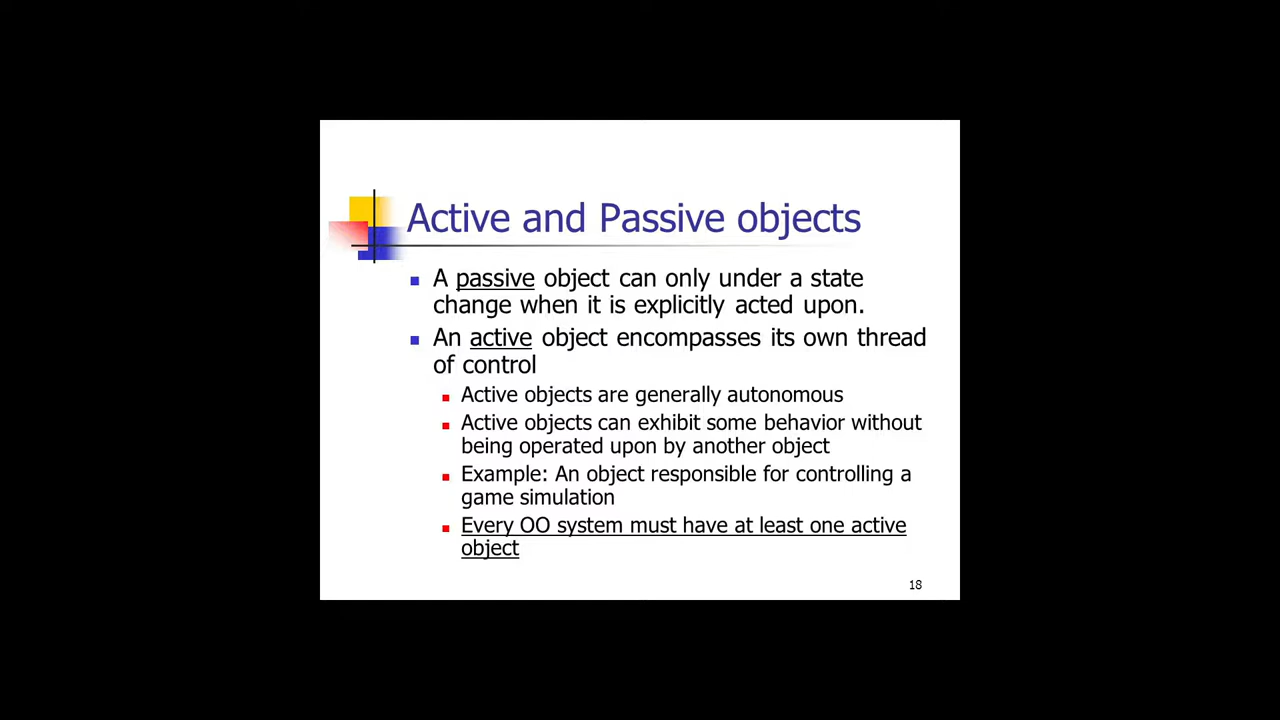 Active and Passive objects
A passive object can only under a state
change when it is explicitly acted upon.
An active object encompasses its own thread
of control
Active objects are generally autonomous
Active objects can exhibit some behavior without
being operated upon by another object
Example: An object responsible for controlling a
game simulation
Every OO system must have at least one active
object
18